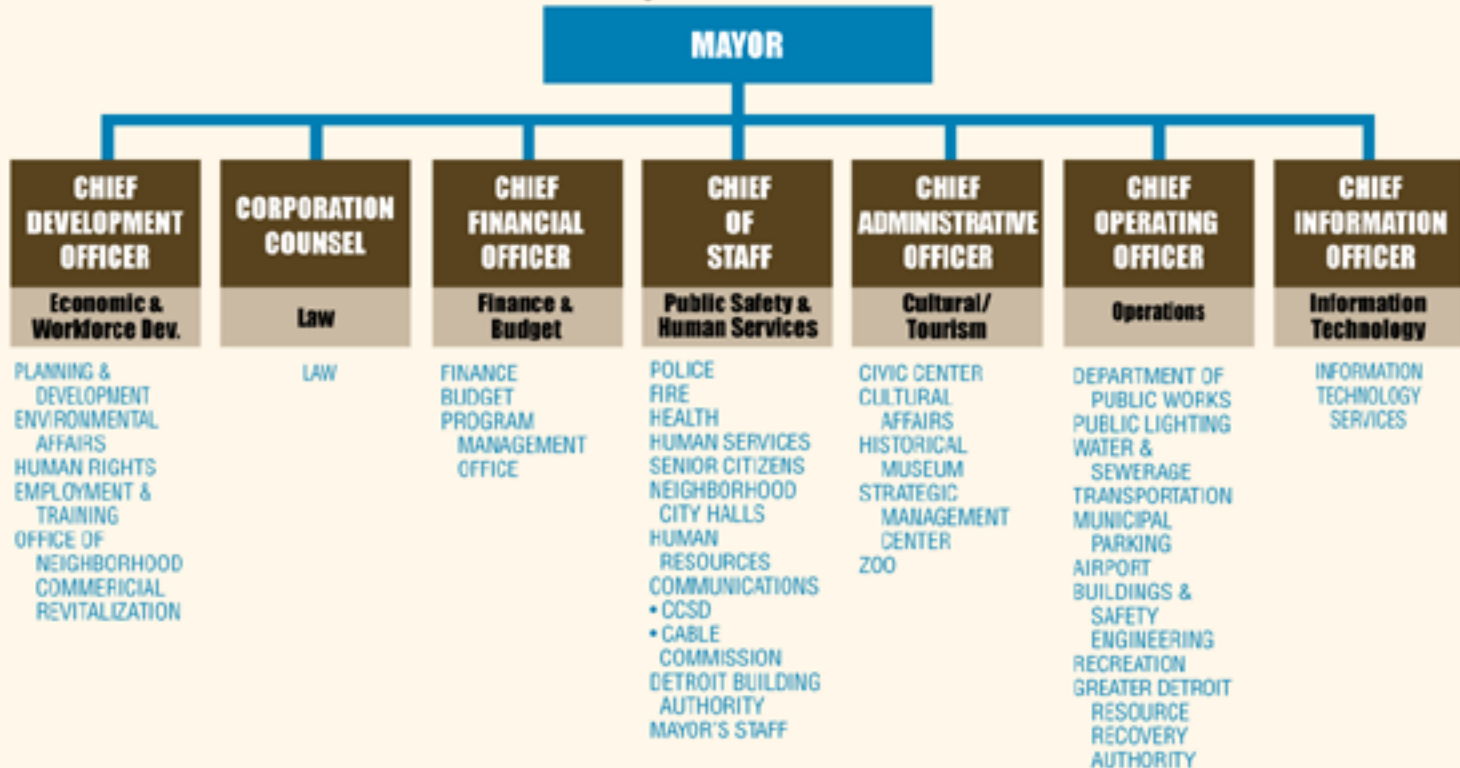 MAYOR
CHIEF
DEVELOPMENT
OFFICER
Economic &
Workforce Dev.
PLANNING &
DEVELOPMENT
ENVIRONMENTAL
AFFAIRS
HUMAN RIGHTS
EMPLOYMENT &
TRAINING
OFFICE OF
NEIGHBORHOOD
COMMERICIAL
REVITALIZATION
CORPORATION
COUNSEL
Law
LAW
CHIEF
FINANCIAL
OFFICER
Finance &
Budget
FINANCE
BUDGET
PROGRAM
MANAGEMENT
OFFICE
CHIEF
OF
STAFF
Public Safety &
Human Services
POLICE
FIRE
HEALTH
HUMAN SERVICES
SENIOR CITIZENS
NEIGHBORHOOD
CITY HALLS
HUMAN
RESOURCES
COMMUNICATIONS
• CCSD
• CABLE
COMMISSION
DETROIT BUILDING
AUTHORITY
MAYOR'S STAFF
CHIEF
ADMINISTRATIVE
OFFICER
Cultural/
Tourism
CIVIC CENTER
CULTURAL
AFFAIRS
HISTORICAL
MUSEUM
STRATEGIC
MANAGEMENT
CENTER
ZOO
CHIEF
OPERATING
OFFICER
Operations
DEPARTMENT OF
PUBLIC WORKS
PUBLIC LIGHTING
WATER &
SEWERAGE
TRANSPORTATION
MUNICIPAL
PARKING
AIRPORT
BUILDINGS &
SAFETY
ENGINEERING
RECREATION
GREATER DETROIT
RESOURCE
RECOVERY
AUTHORITY
CHIEF
INFORMATION
OFFICER
Information
Technology
INFORMATION
TECHNOLOGY
SERVICES